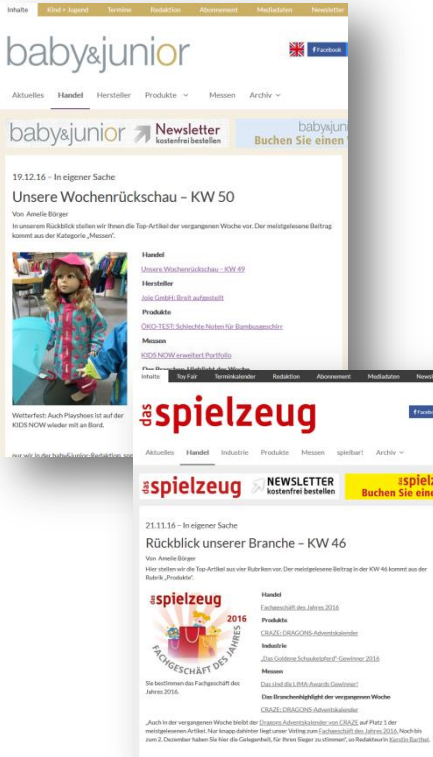 Inhalte Kind + Jugend Termine Redaktion Abonnement Mediadaten Newsletter
baby&junior
Facebook
Aktuelles Handel Hersteller Produkte Messen Archiv
baby&junior Newsletter
kostenfrei bestellen
Buchen Sie einen
19.12.16 – In eigener Sache
Unsere Wochenrückschau – KW 50
Von Amelie Börger
In unserem Rückblick stellen wir Ihnen die Top-Artikel der vergangenen Woche vor. Der meistgelesene Beitrag
kommt aus der Kategorie „Messen“.
Handel
Unsere Wochenrückschau – KW 49
Hersteller
Joie GmbH: Breit aufgestellt
Produkte
ÖKO-TEST: Schlechte Noten für Bambusgeschirr
Messen
KIDS NOW erweitert Portfolio
Das Branchen-Highlight der Woche
Wetterfest: Auch Playshoes ist auf der
KIDS NOW wieder mit an Bord.
Inhalte Toy Fair Terminkalender Redaktion Abonnement Mediadaten
das spielzeug
Aktuelles Handel Industrie Produkte Messen spielbar! Archiv
das spielzeug NEWSLETTER
kostenfrei bestellen
Buchen Sie eine
21.11.16 – In eigener Sache
Rückblick unserer Branche – KW 46
Von Amelie Börger
Hier stellen wir die Top-Artikel aus vier Rubriken vor. Der meistgelesene Beitrag in der KW 46 kommt aus der
Rubrik „Produkte“.
das spielzeug
2016
FACHGESCHÄFT DES JAHRES
Sie bestimmen das Fachgeschäft des
Jahres 2016.
Handel
Fachgeschäft des Jahres 2016
Produkte
CRAZE: DRAGONS-Adventskalender
Industrie
„Das Goldene Schaukelpferd“-Gewinner 2016
Messen
Das sind die LIMA-Awards Gewinner!
Das Branchenhighlight der vergangenen Woche
CRAZE: DRAGONS-Adventskalender
„Auch in der vergangenen Woche bleibt der Dragons Adventskalender von CRAZE auf Platz 1 der
meistgelesenen Artikel. Nur knapp dahinter liegt unser Voting zum Fachgeschäft des Jahres 2016. Noch bis
zum 2. Dezember haben Sie hier die Gelegenheit, für Ihren Sieger zu stimmen“, so Redakteurin Kerstin Barthel.